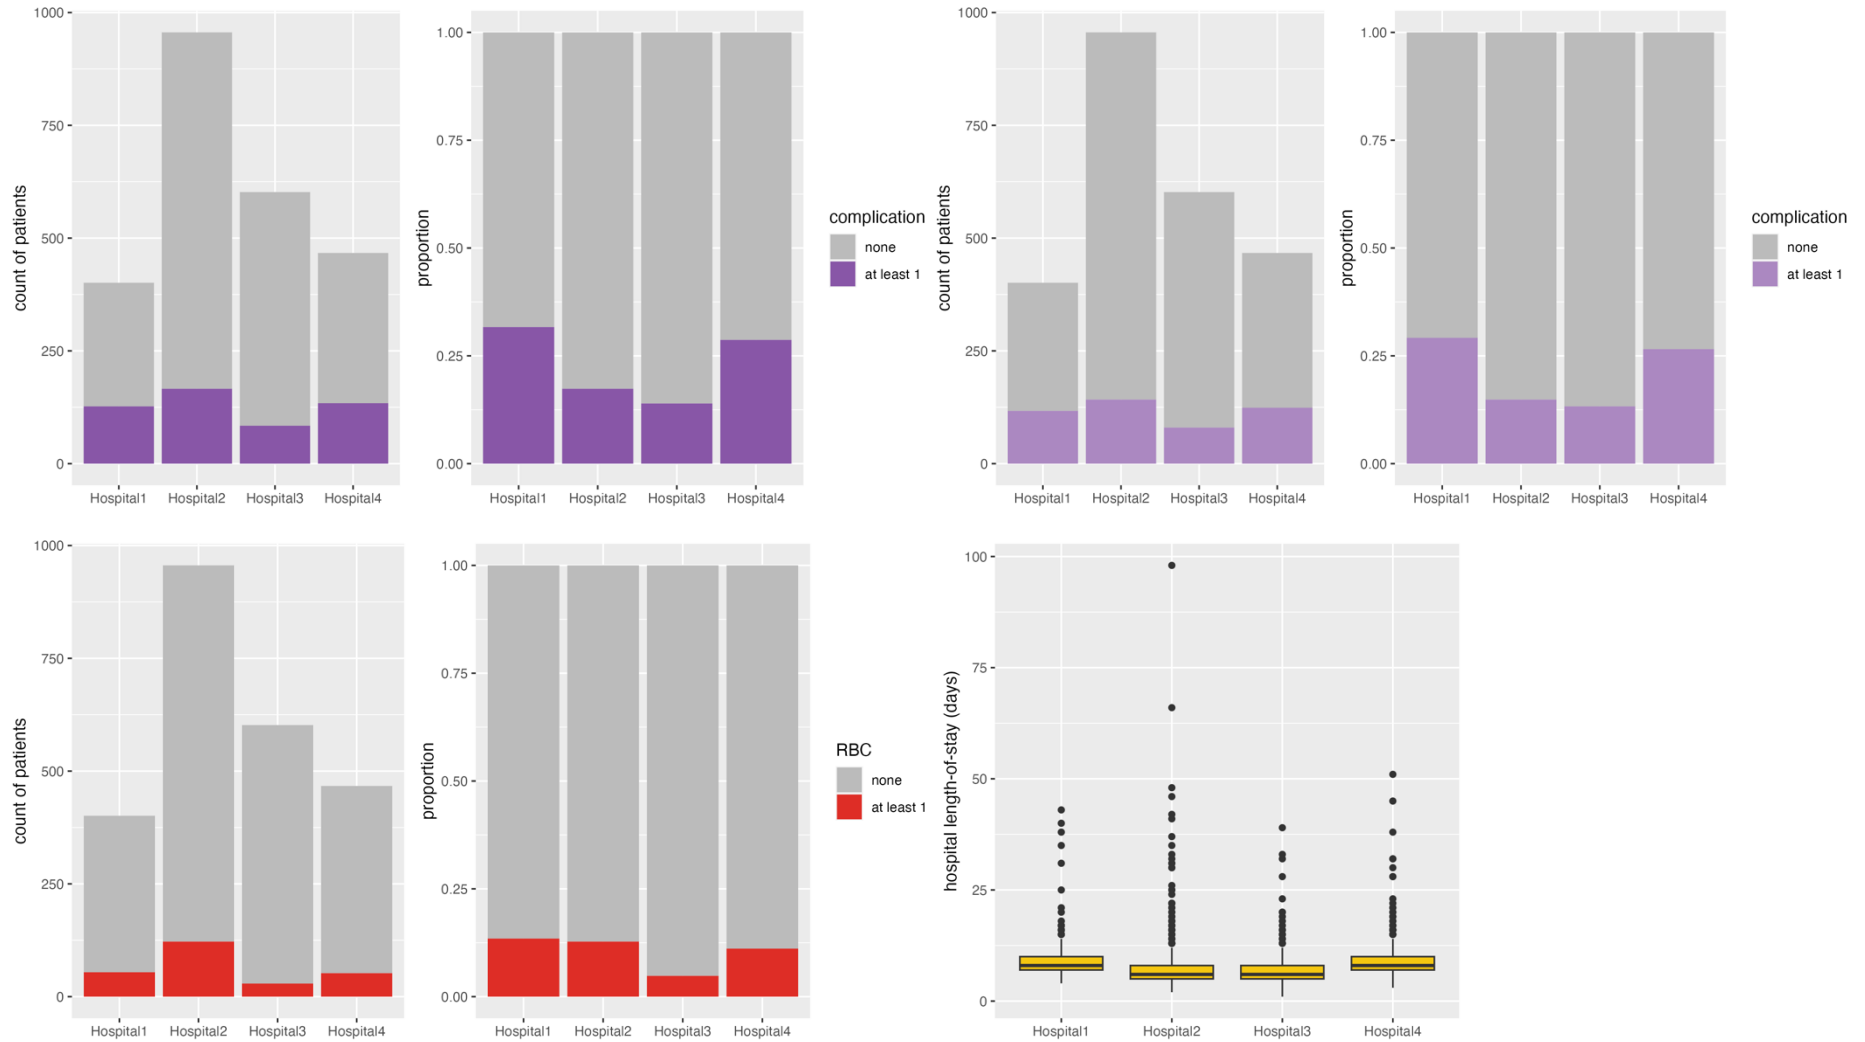 count of patients
1000
750
500
250
0
Hospital1 Hospital2 Hospital3 Hospital4
proportion
1.00
0.75
0.50
0.25
0.00
Hospital1 Hospital2 Hospital3 Hospital4
complication
none
at least 1
count of patients
1000
750
500
250
0
Hospital1 Hospital2 Hospital3 Hospital4
proportion
1.00
0.75
0.50
0.25
0.00
Hospital1 Hospital2 Hospital3 Hospital4
complication
none
at least 1
count of patients
1000
750
500
250
0
Hospital1 Hospital2 Hospital3 Hospital4
proportion
1.00
0.75
0.50
0.25
0.00
Hospital1 Hospital2 Hospital3 Hospital4
RBC
none
at least 1
hospital length-of-stay (days)
100
75
50
25
0
Hospital1 Hospital2 Hospital3 Hospital4